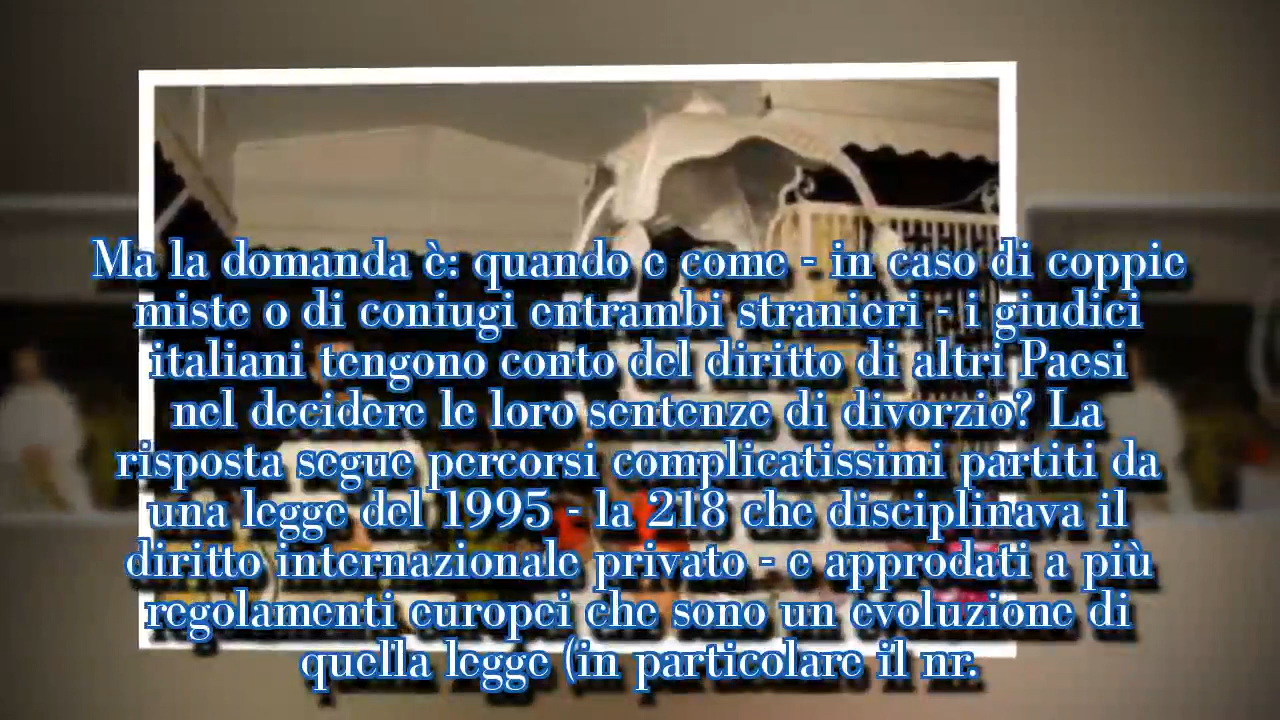 Ma la domanda è: quando e come - in caso di coppie
miste o di coniugi entrambi stranieri - i giudici
italiani tengono conto del diritto di altri Paesi
nel decidere le loro sentenze di divorzio? La
risposta segue percorsi complicatissimi partiti da
una legge del 1995 - la 218 che disciplinava il
diritto internazionale privato - e approdati a più
regolamenti europei che sono un evoluzione di
quella legge (in particolare il nr.